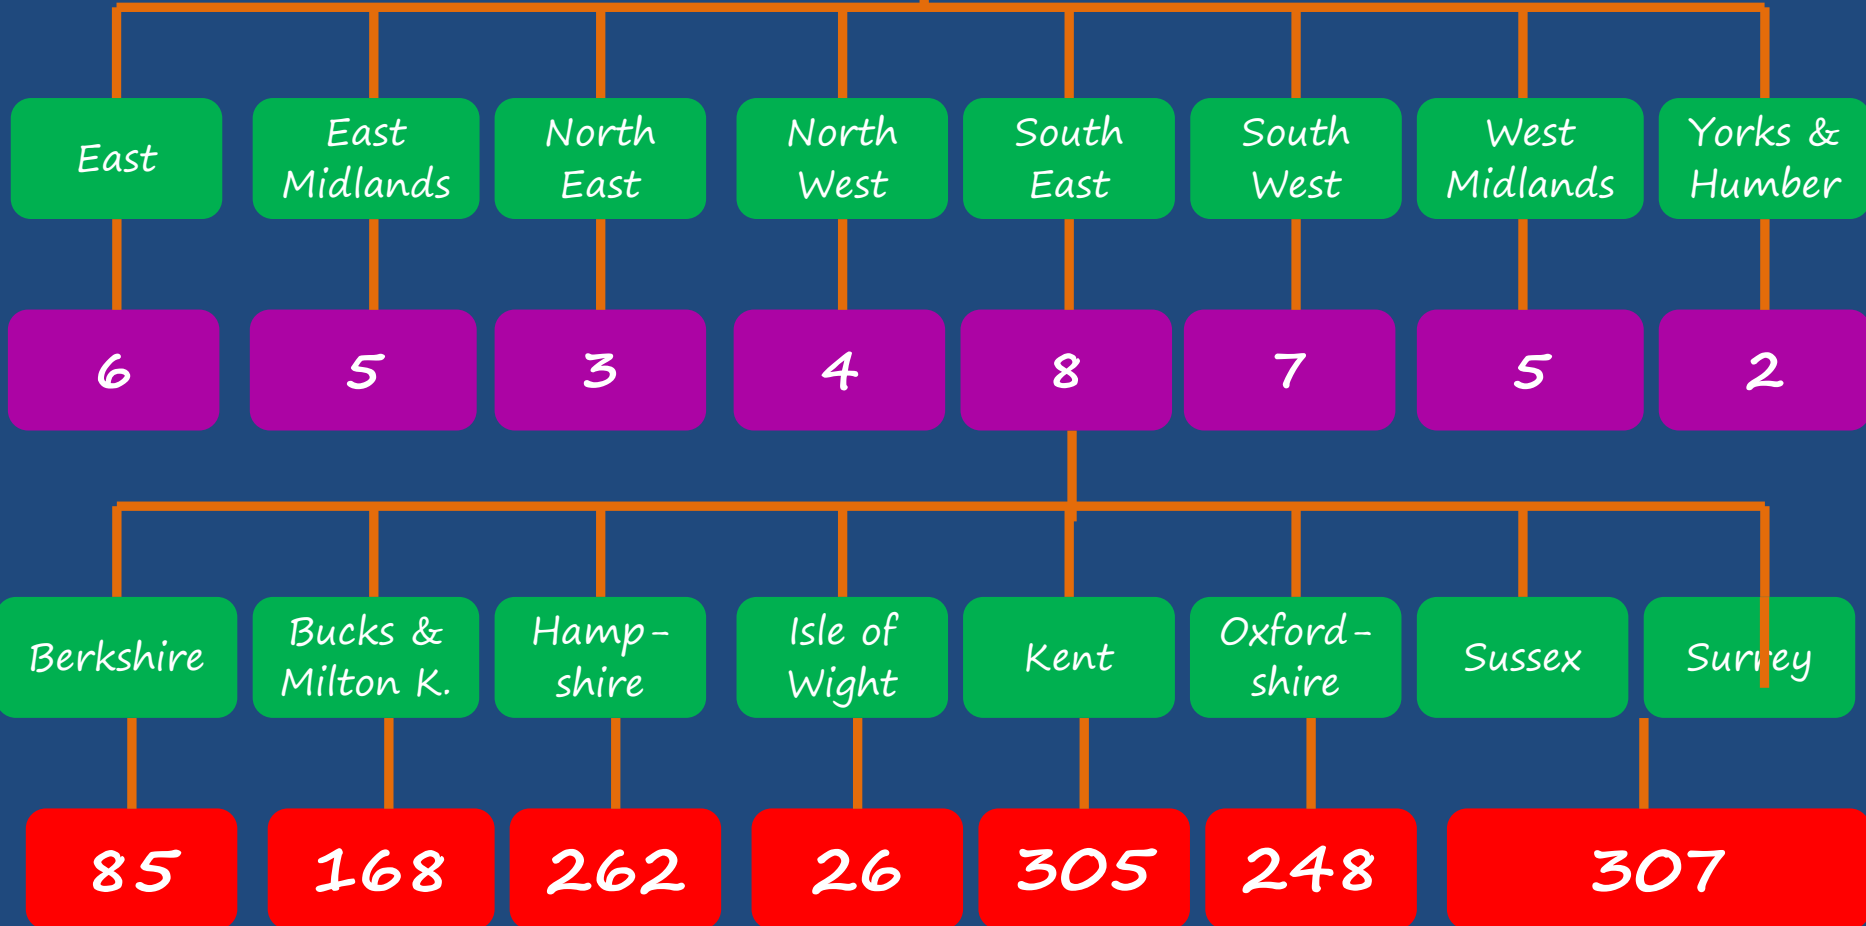 East
East
Midlands
North
East
North
West
South
East
South
West
West
Midlands
Yorks &
Humber
6
5
3
4
8
7
5
2
Berkshire
Bucks &
Milton K.
Hamp-
shire
Isle of
Wight
Kent
Oxford-
shire
Sussex
Surrey
85
168
262
26
305
248
307